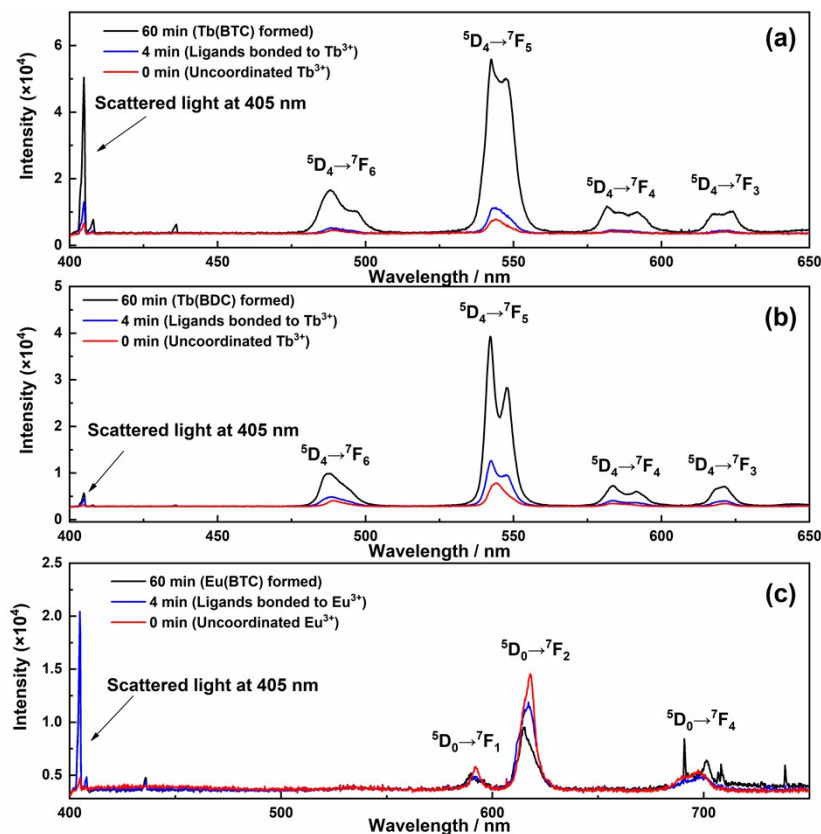 (a)
60 min (Tb(BTC) formed)
4 min (Ligands bonded to Tb³⁺)
0 min (Uncoordinated Tb³⁺)
Scattered light at 405 nm
⁵D₄→⁷F₆
⁵D₄→⁷F₅
⁵D₄→⁷F₄
⁵D₄→⁷F₃
Intensity (×10⁴)
6
4
2
0
400 450 500 550 600 650
Wavelength / nm
(b)
60 min (Tb(BDC) formed)
4 min (Ligands bonded to Tb³⁺)
0 min (Uncoordinated Tb³⁺)
Scattered light at 405 nm
⁵D₄→⁷F₆
⁵D₄→⁷F₅
⁵D₄→⁷F₄
⁵D₄→⁷F₃
Intensity (×10⁴)
5
4
3
2
1
0
400 450 500 550 600 650
Wavelength / nm
(c)
60 min (Eu(BTC) formed)
4 min (Ligands bonded to Eu³⁺)
0 min (Uncoordinated Eu³⁺)
Scattered light at 405 nm
⁵D₀→⁷F₁
⁵D₀→⁷F₂
⁵D₀→⁷F₄
Intensity (×10⁴)
2.5
2.0
1.5
1.0
0.5
400 500 600 700
Wavelength / nm